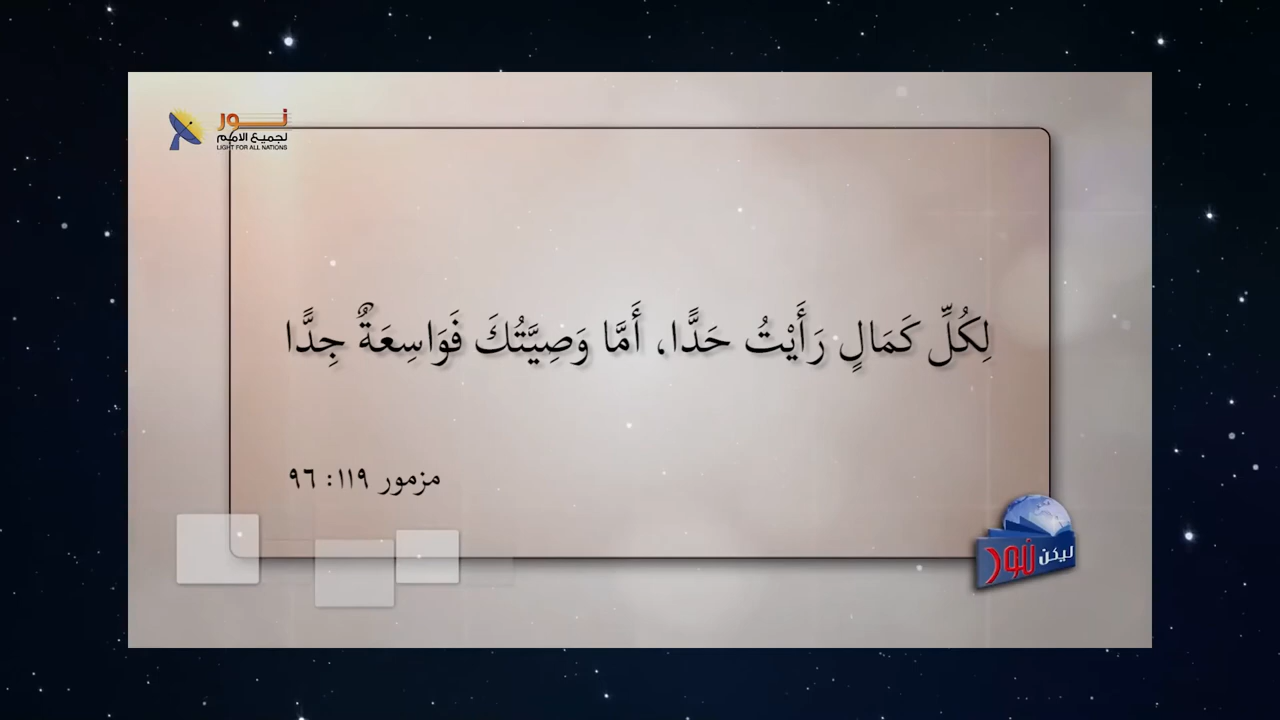 نور
لجميع الامم
LIGHT FOR ALL NATIONS
لِكُلِّ كَمَالٍ رَأَيْتُ حَدًّا، أَمَّا وَصِيَّتُكَ فَوَاسِعَةٌ جِدًّا
مزمور ١١٩: ٩٦
ليكن نور